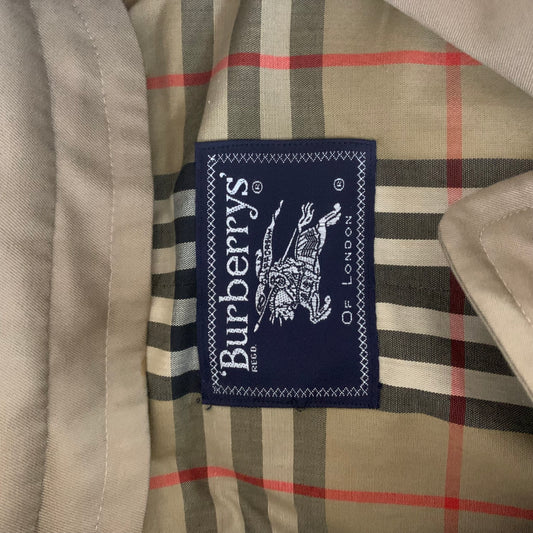 'Burberrys'®
REGD.
OF LONDON ®